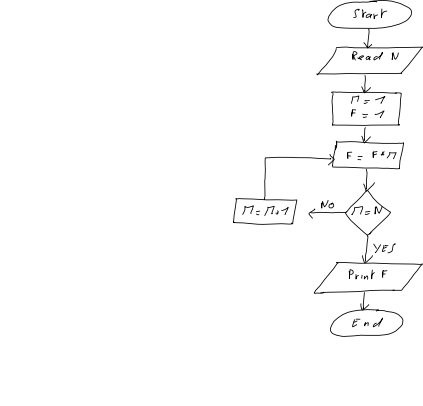 Start
Read N
M = 1
F = 1
F = F*M
M = M+1
NO
M = N
YES
Print F
End